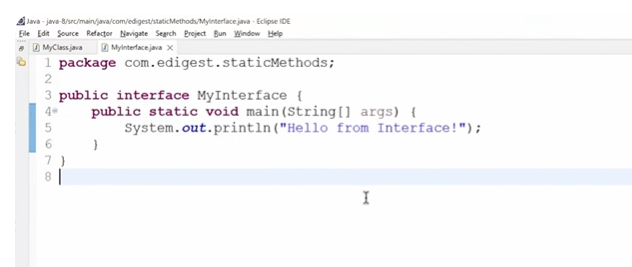 Java - java-8/src/main/java/com/edigest/staticMethods/MyInterface.java - Eclipse IDE
File Edit Source Refactor Navigate Search Project Run Window Help
MyClass.java MyInterface.java
1 package com.edigest.staticMethods;
2
3 public interface MyInterface {
4 public static void main(String[] args) {
5 System.out.println("Hello from Interface!");
6 }
7 }
8